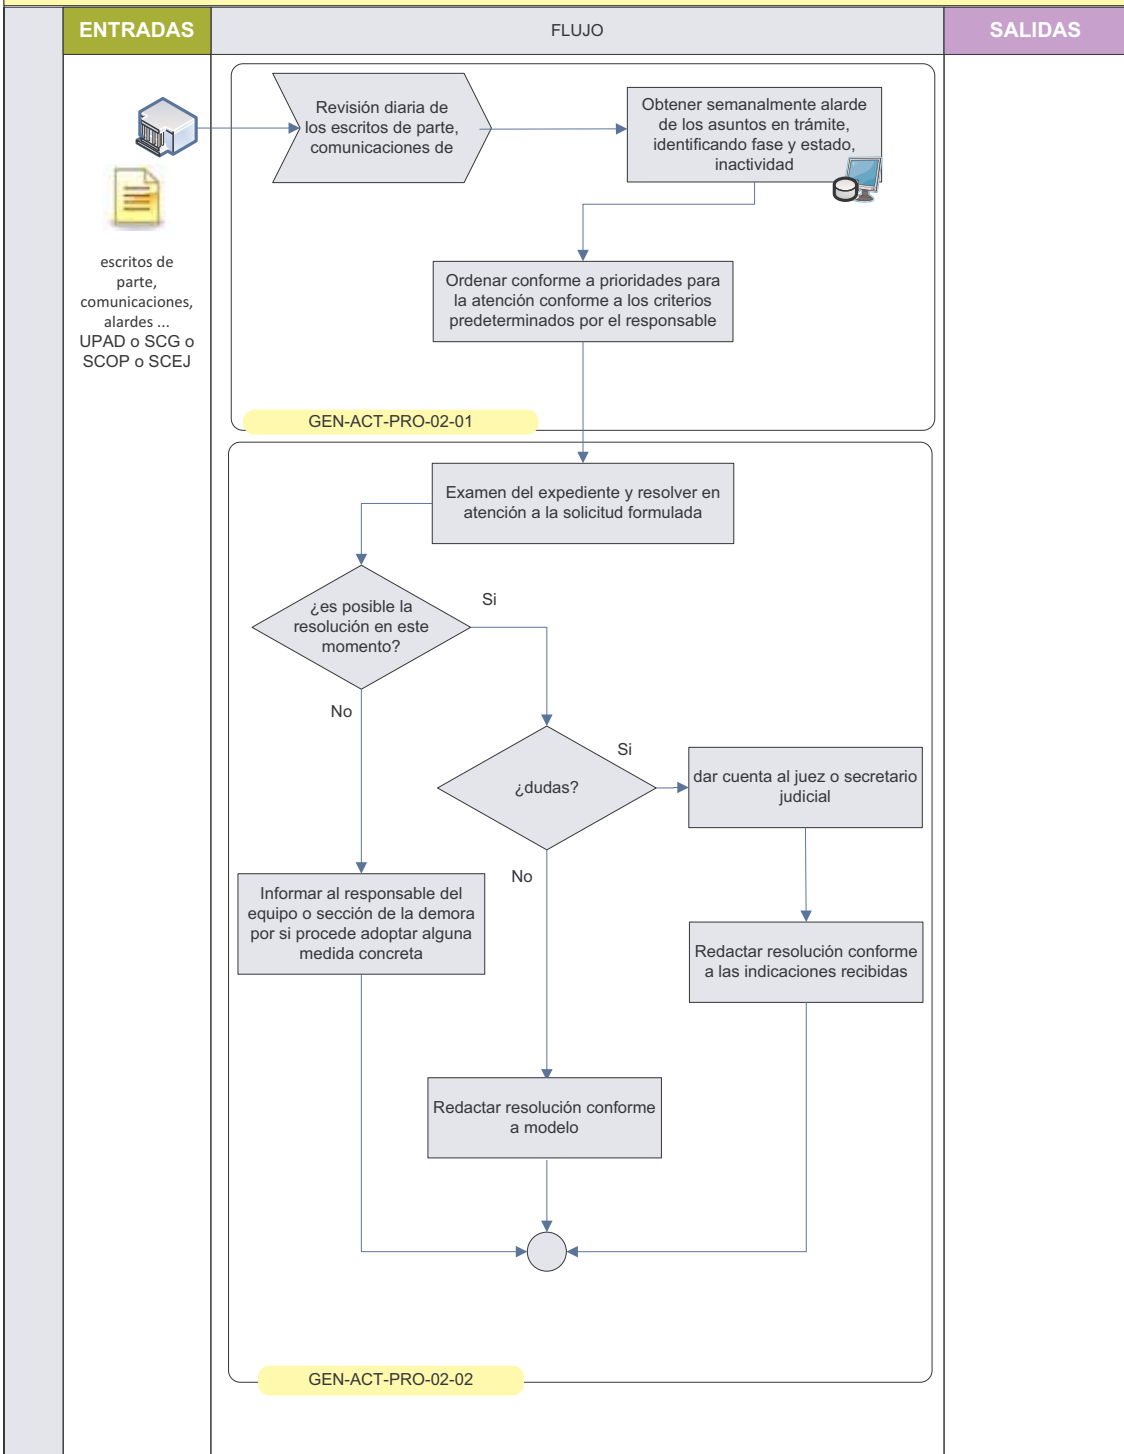 ENTRADAS
FLUJO
SALIDAS
Revisión diaria de
los escritos de parte,
comunicaciones de
Obtener semanalmente alarde
de los asuntos en trámite,
identificando fase y estado,
inactividad
escritos de
parte,
comunicaciones,
alardes ...
UPAD o SCG o
SCOP o SCEJ
Ordenar conforme a prioridades para
la atención conforme a los criterios
predeterminados por el responsable
GEN-ACT-PRO-02-01
Examen del expediente y resolver en
atención a la solicitud formulada
¿es posible la
resolución en este
momento?
Si
No
¿dudas?
Si
No
dar cuenta al juez o secretario
judicial
Informar al responsable del
equipo o sección de la demora
por si procede adoptar alguna
medida concreta
Redactar resolución conforme
a las indicaciones recibidas
Redactar resolución conforme
a modelo
GEN-ACT-PRO-02-02